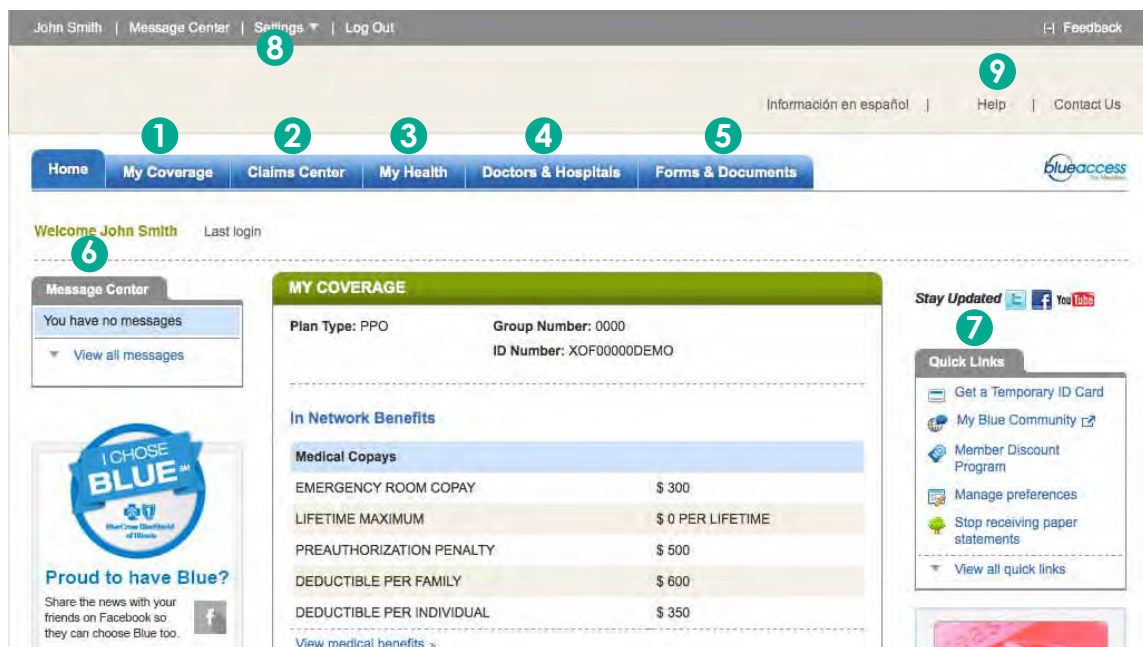 John Smith | Message Center | Settings | Log Out
[-] Feedback
8
9
Información en español | Help | Contact Us
1 2 3 4 5
Home My Coverage Claims Center My Health Doctors & Hospitals Forms & Documents
blueaccess
Welcome John Smith Last login
6
Message Center
You have no messages
View all messages
I CHOSE
BLUE SM
BlueCross BlueShield
of Illinois
Proud to have Blue?
Share the news with your
friends on Facebook so
they can choose Blue too.
f
MY COVERAGE
Plan Type: PPO Group Number: 0000
ID Number: XOF00000DEMO
In Network Benefits
Medical Copays
EMERGENCY ROOM COPAY $ 300
LIFETIME MAXIMUM $ 0 PER LIFETIME
PREAUTHORIZATION PENALTY $ 500
DEDUCTIBLE PER FAMILY $ 600
DEDUCTIBLE PER INDIVIDUAL $ 350
View medical benefits »
Stay Updated t f YouTube
7
Quick Links
Get a Temporary ID Card
My Blue Community
Member Discount
Program
Manage preferences
Stop receiving paper
statements
View all quick links